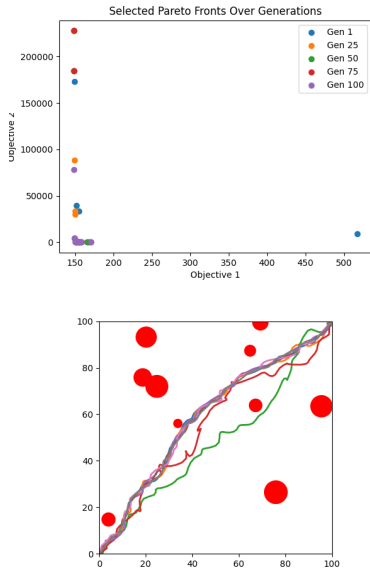 Selected Pareto Fronts Over Generations
Gen 1
Gen 25
Gen 50
Gen 75
Gen 100
200000
150000
100000
50000
0
Objective 2
150 200 250 300 350 400 450 500
Objective 1
100
80
60
40
20
0
0 20 40 60 80 100